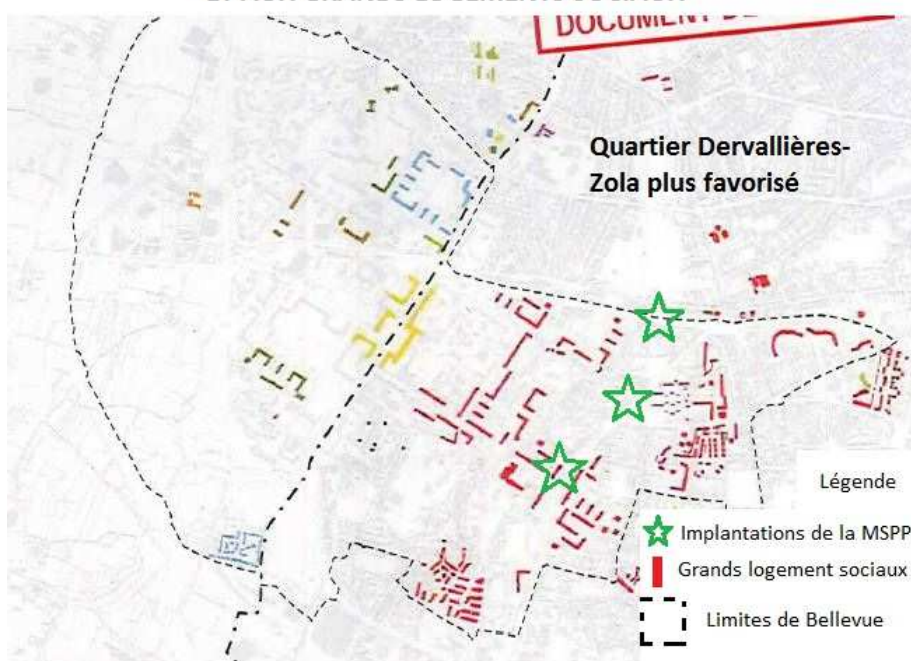 DOCUMENT DE
Quartier Dervallières-
Zola plus favorisé
Légende
Implantations de la MSPP
Grands logement sociaux
Limites de Bellevue